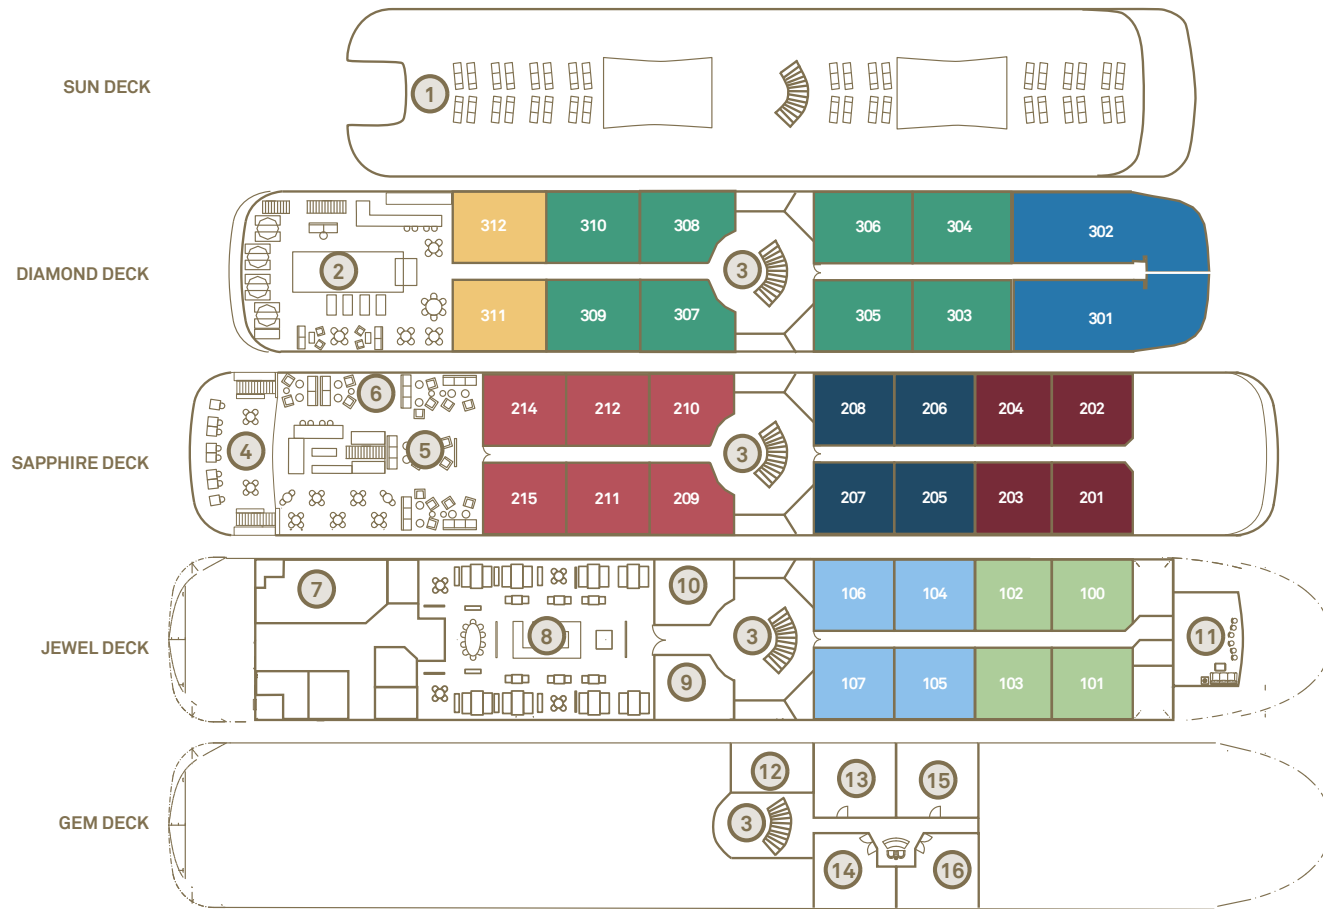 SUN DECK
1
DIAMOND DECK
312 310 308 306 304 302
2 3
311 309 307 305 303 301
SAPPHIRE DECK
6
214 212 210 208 206 204 202
4 5 3
215 211 209 207 205 203 201
JEWEL DECK
7 10 106 104 102 100
8 3 11
9 107 105 103 101
GEM DECK
12 13 15
3
14 16